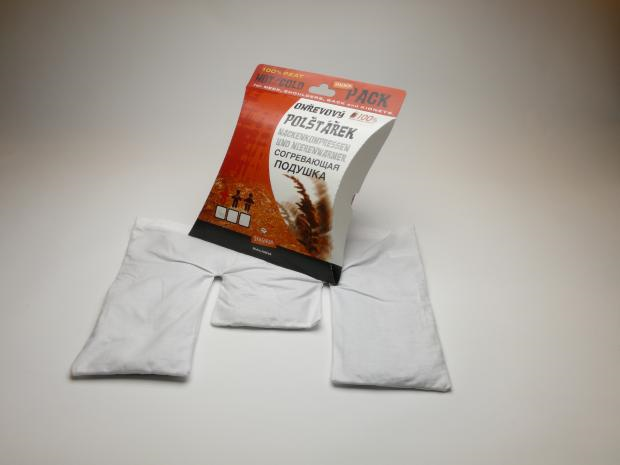 100% PEAT
HOT/COLD PACK
for NECK, SHOULDERS, BACK and KIDNEYS
OHŘEVOVÝ 100%
POLŠTÁŘEK
NACKENKOMPRESSEN
UND NIERENWÄRMER
СОГРЕВАЮЩАЯ
ПОДУШКА